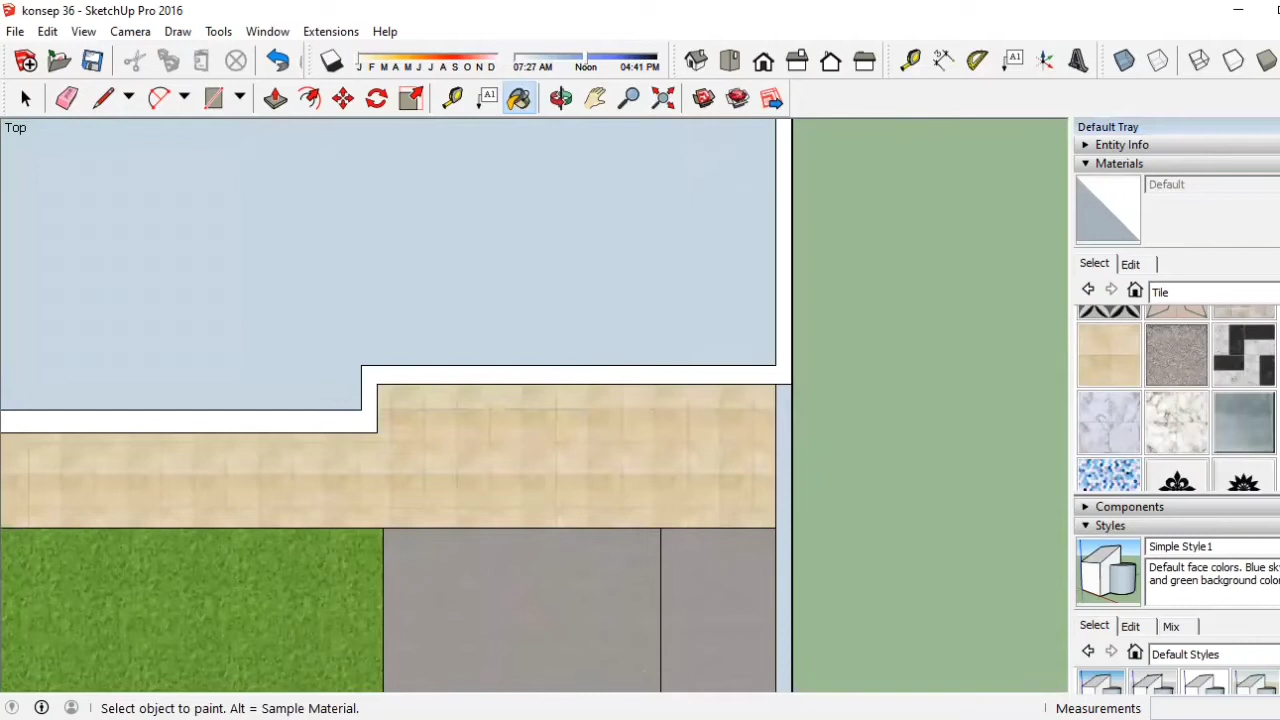 konsep 36 - SketchUp Pro 2016
File Edit View Camera Draw Tools Window Extensions Help
J F M A M J J A S O N D 07:27 AM Noon 04:41 PM A1
A1
Top
Default Tray
Entity Info
Materials
Default
Select Edit
Tile
Components
Styles
Simple Style1
Default face colors. Blue sk
and green background colo
Select Edit Mix
Default Styles
Select object to paint. Alt = Sample Material. Measurements